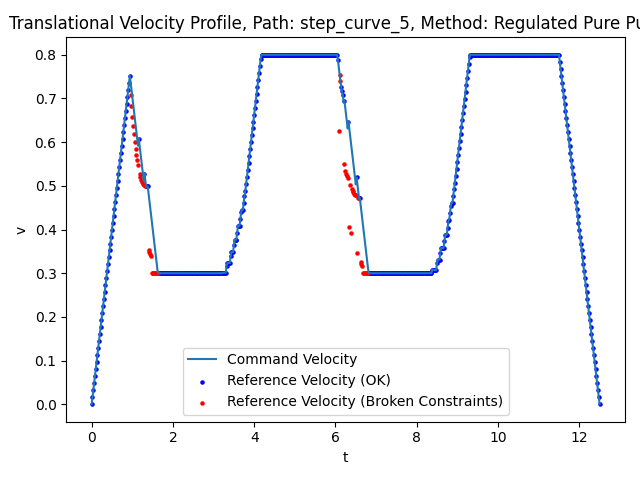 Translational Velocity Profile, Path: step_curve_5, Method: Regulated Pure
0.8
0.7
0.6
0.5
0.4
0.3
0.2
0.1
0.0
v
Command Velocity
Reference Velocity (OK)
Reference Velocity (Broken Constraints)
0 2 4 6 8 10 12
t